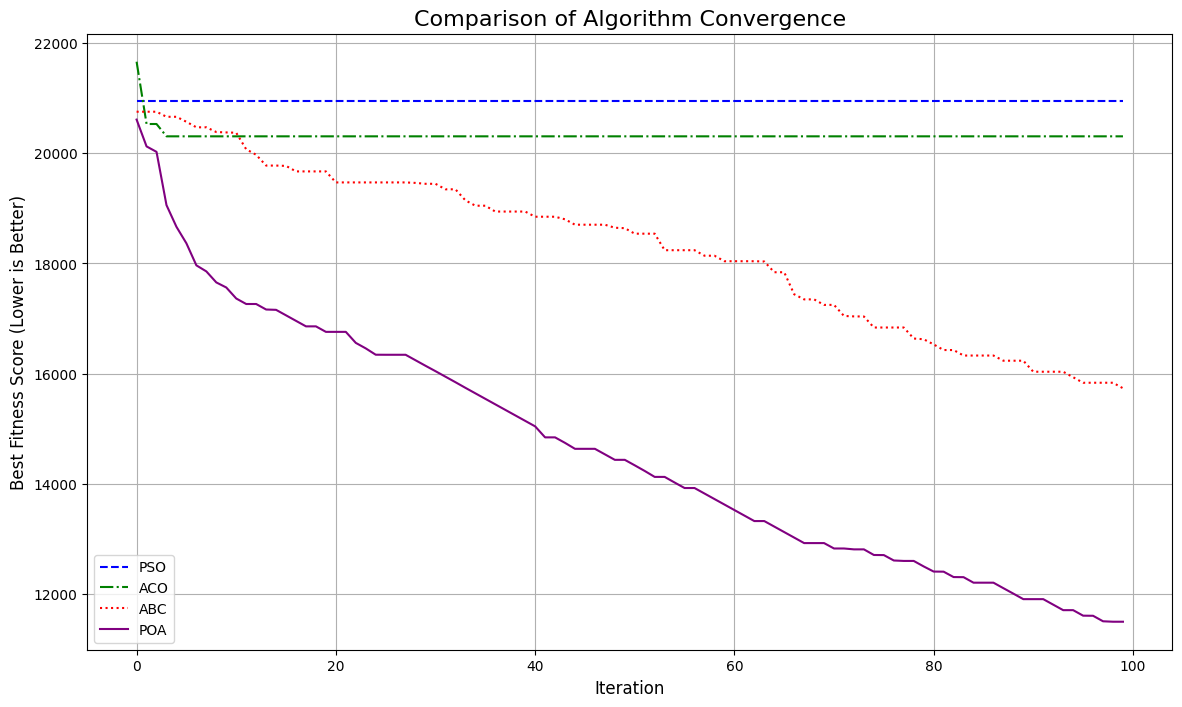 Comparison of Algorithm Convergence
Best Fitness Score (Lower is Better)
22000
20000
18000
16000
14000
12000
PSO
ACO
ABC
POA
0 20 40 60 80 100
Iteration